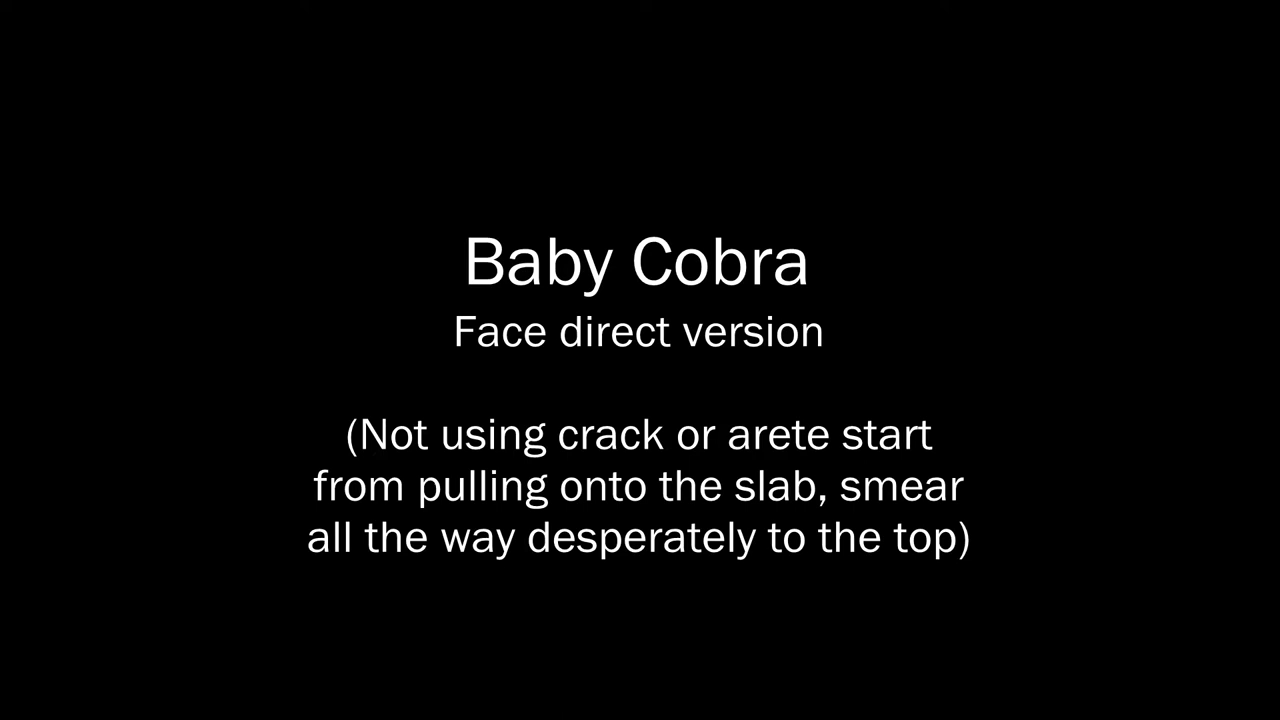 Baby Cobra
Face direct version
(Not using crack or arete start
from pulling onto the slab, smear
all the way desperately to the top)